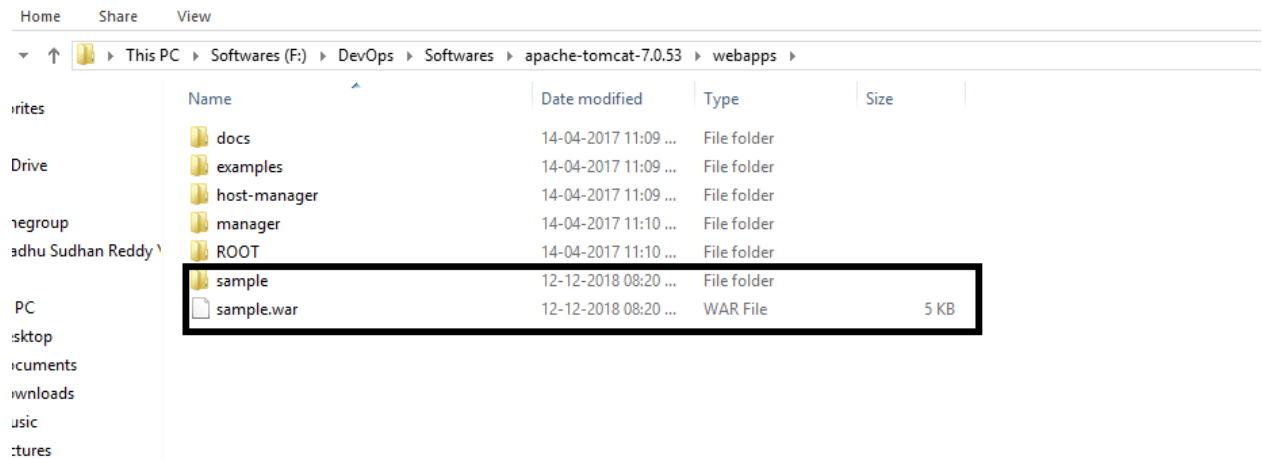 Home Share View
This PC Softwares (F:) DevOps Softwares apache-tomcat-7.0.53 webapps
Name Date modified Type Size
orites
docs 14-04-2017 11:09 ... File folder
Drive
examples 14-04-2017 11:09 ... File folder
host-manager 14-04-2017 11:09 ... File folder
negroup
manager 14-04-2017 11:10 ... File folder
adhu Sudhan Reddy
ROOT 14-04-2017 11:10 ... File folder
sample 12-12-2018 08:20 ... File folder
PC
sample.war 12-12-2018 08:20 ... WAR File 5 KB
esktop
ocuments
ownloads
usic
ctures